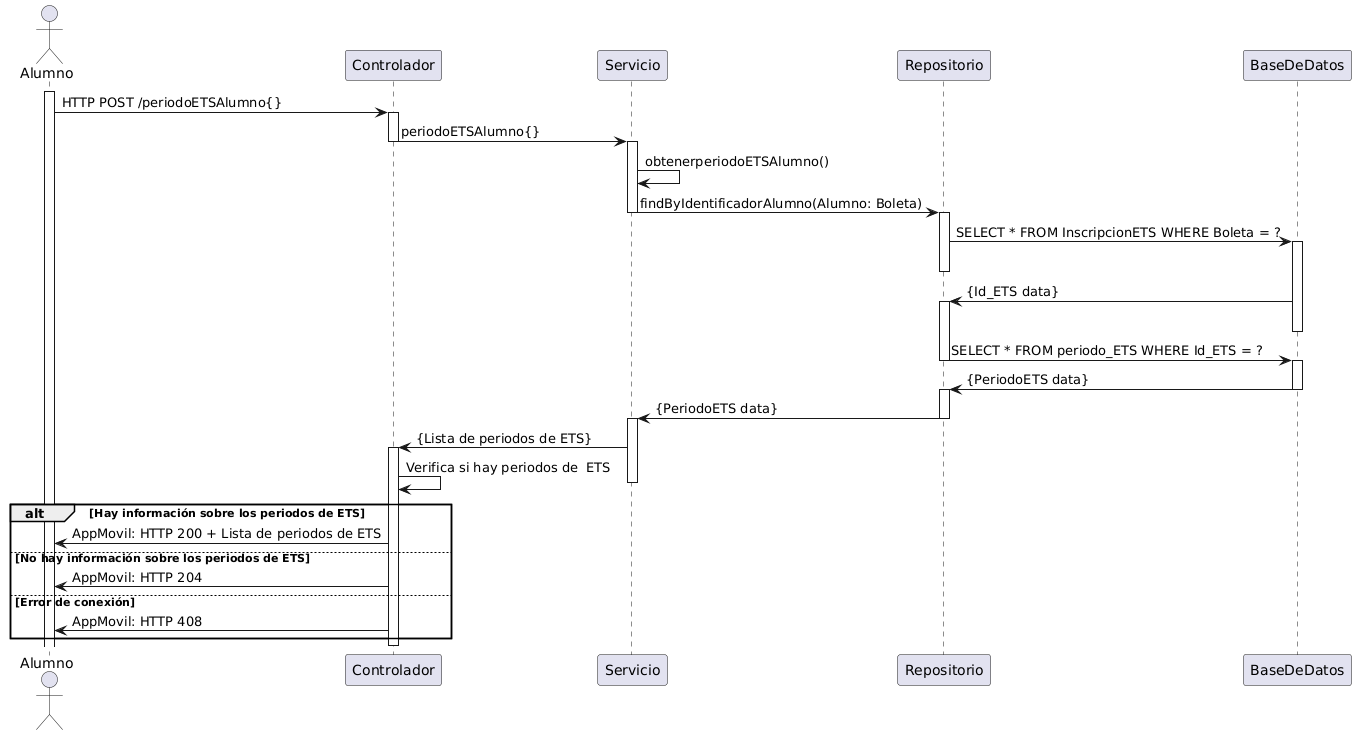 Alumno
Controlador
Servicio
Repositorio
BaseDeDatos
HTTP POST /periodoETSAlumno{}
periodoETSAlumno{}
obtenerperiodoETSAlumno()
findByIdentificadorAlumno(Alumno: Boleta)
SELECT * FROM InscripcionETS WHERE Boleta = ?
{Id_ETS data}
SELECT * FROM periodo_ETS WHERE Id_ETS = ?
{PeriodoETS data}
{PeriodoETS data}
{Lista de periodos de ETS}
Verifica si hay periodos de  ETS
alt [Hay información sobre los periodos de ETS]
AppMovil: HTTP 200 + Lista de periodos de ETS
[No hay información sobre los periodos de ETS]
AppMovil: HTTP 204
[Error de conexión]
AppMovil: HTTP 408
Alumno
Controlador
Servicio
Repositorio
BaseDeDatos